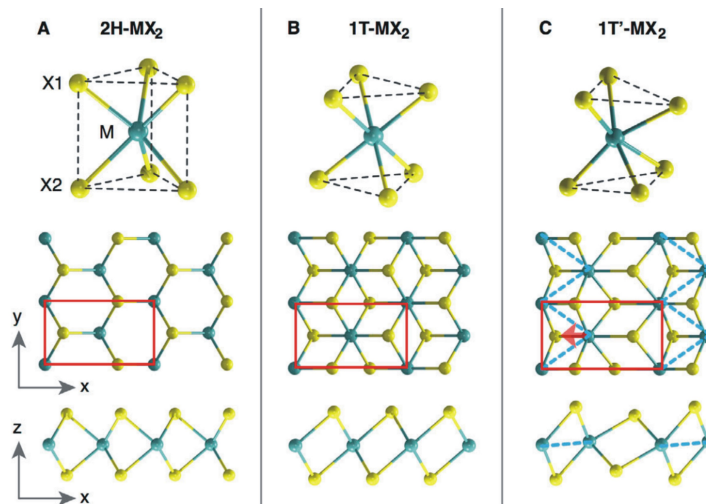 A 2H-MX₂
B 1T-MX₂
C 1T'-MX₂
X1
M
X2
y
x
z
x